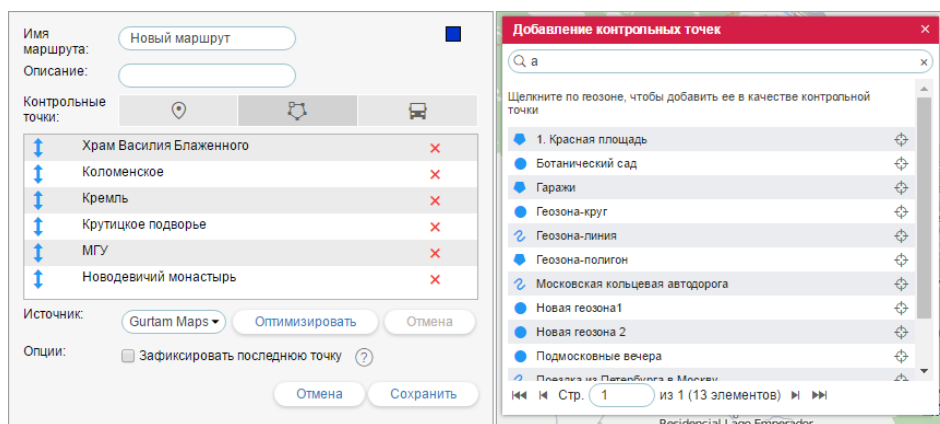 Имя маршрута:
Новый маршрут
Описание:
Контрольные точки:
Храм Василия Блаженного
Коломенское
Кремль
Крутицкое подворье
МГУ
Новодевичий монастырь
Источник:
Gurtam Maps
Оптимизировать
Отмена
Опции:
Зафиксировать последнюю точку
?
Отмена
Сохранить
Добавление контрольных точек
а
Щелкните по геозоне, чтобы добавить ее в качестве контрольной
точки
1. Красная площадь
Ботанический сад
Гаражи
Геозона-круг
Геозона-линия
Геозона-полигон
Московская кольцевая автодорога
Новая геозона1
Новая геозона 2
Подмосковные вечера
Поездка из Петербурга в Москву
Стр. 1 из 1 (13 элементов)
Residencial Lago Emperador